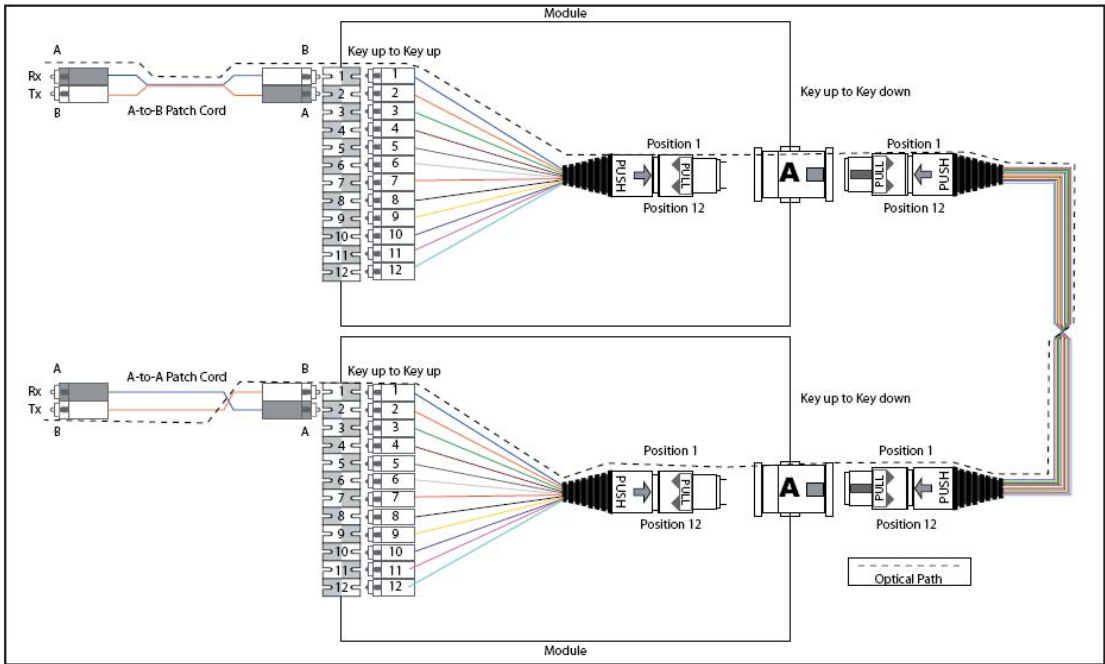 Module
A
B
Key up to Key up
Rx
Tx
A-to-B Patch Cord
B
A
1 1
2 2
3 3
4 4
5 5
6 6
7 7
8 8
9 9
10 10
11 11
12 12
Key up to Key down
Position 1
PUSH
PULL
Position 12
A
Position 1
PULL
PUSH
Position 12
A
B
Key up to Key up
A-to-A Patch Cord
Rx
Tx
B
A
1 1
2 2
3 3
4 4
5 5
6 6
7 7
8 8
9 9
10 10
11 11
12 12
Key up to Key down
Position 1
PUSH
PULL
Position 12
A
Position 1
PULL
PUSH
Position 12
Optical Path
Module